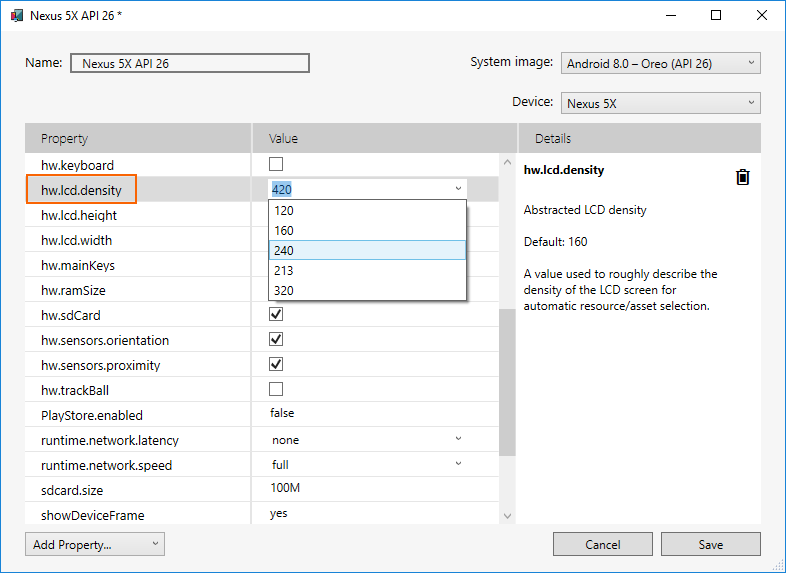 Nexus 5X API 26 *
Name: Nexus 5X API 26
System image: Android 8.0 – Oreo (API 26)
Device: Nexus 5X
Property Value Details
hw.keyboard
hw.lcd.density 420
120
160
240
213
320
hw.lcd.height
hw.lcd.width
hw.mainKeys
hw.ramSize
hw.sdCard
hw.sensors.orientation
hw.sensors.proximity
hw.trackBall
PlayStore.enabled false
runtime.network.latency none
runtime.network.speed full
sdcard.size 100M
showDeviceFrame yes
hw.lcd.density
Abstracted LCD density
Default: 160
A value used to roughly describe the
density of the LCD screen for
automatic resource/asset selection.
Add Property...
Cancel Save